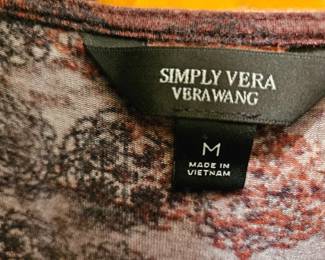 SIMPLY VERA
VERAWANG
M
MADE IN
VIETNAM